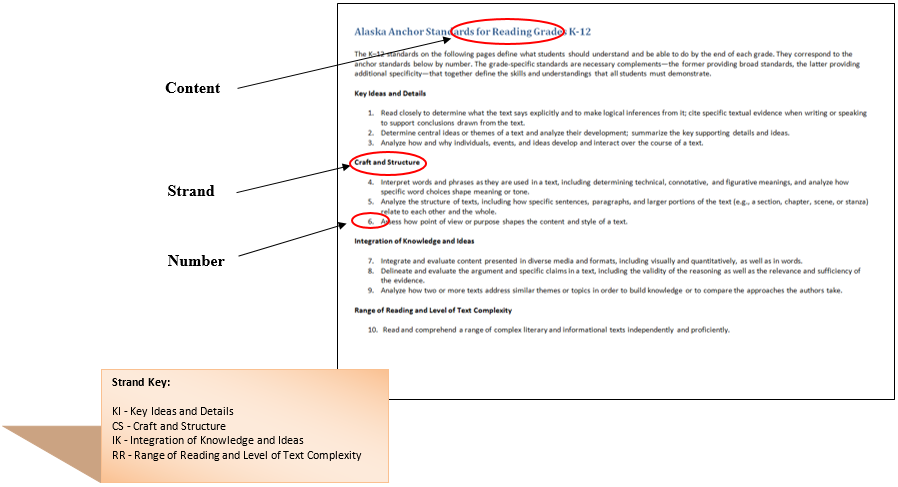 Alaska Anchor Standards for Reading Grades K-12
The K-12 standards on the following pages define what students should understand and be able to do by the end of each grade. They correspond to the
anchor standards below by number. The grade-specific standards are necessary complements—the former providing broad standards, the latter providing
additional specificity—that together define the skills and understandings that all students must demonstrate.
Content
Key Ideas and Details
1. Read closely to determine what the text says explicitly and to make logical inferences from it; cite specific textual evidence when writing or speaking
to support conclusions drawn from the text.
2. Determine central ideas or themes of a text and analyze their development; summarize the key supporting details and ideas.
3. Analyze how and why individuals, events, and ideas develop and interact over the course of a text.
Strand
Craft and Structure
4. Interpret words and phrases as they are used in a text, including determining technical, connotative, and figurative meanings, and analyze how
specific word choices shape meaning or tone.
5. Analyze the structure of texts, including how specific sentences, paragraphs, and larger portions of the text (e.g., a section, chapter, scene, or stanza)
relate to each other and the whole.
6. Assess how point of view or purpose shapes the content and style of a text.
Number
Integration of Knowledge and Ideas
7. Integrate and evaluate content presented in diverse media and formats, including visually and quantitatively, as well as in words.
8. Delineate and evaluate the argument and specific claims in a text, including the validity of the reasoning as well as the relevance and sufficiency of
the evidence.
9. Analyze how two or more texts address similar themes or topics in order to build knowledge or to compare the approaches the authors take.
Range of Reading and Level of Text Complexity
10. Read and comprehend a range of complex literary and informational texts independently and proficiently.
Strand Key:
KI - Key Ideas and Details
CS - Craft and Structure
IK - Integration of Knowledge and Ideas
RR - Range of Reading and Level of Text Complexity